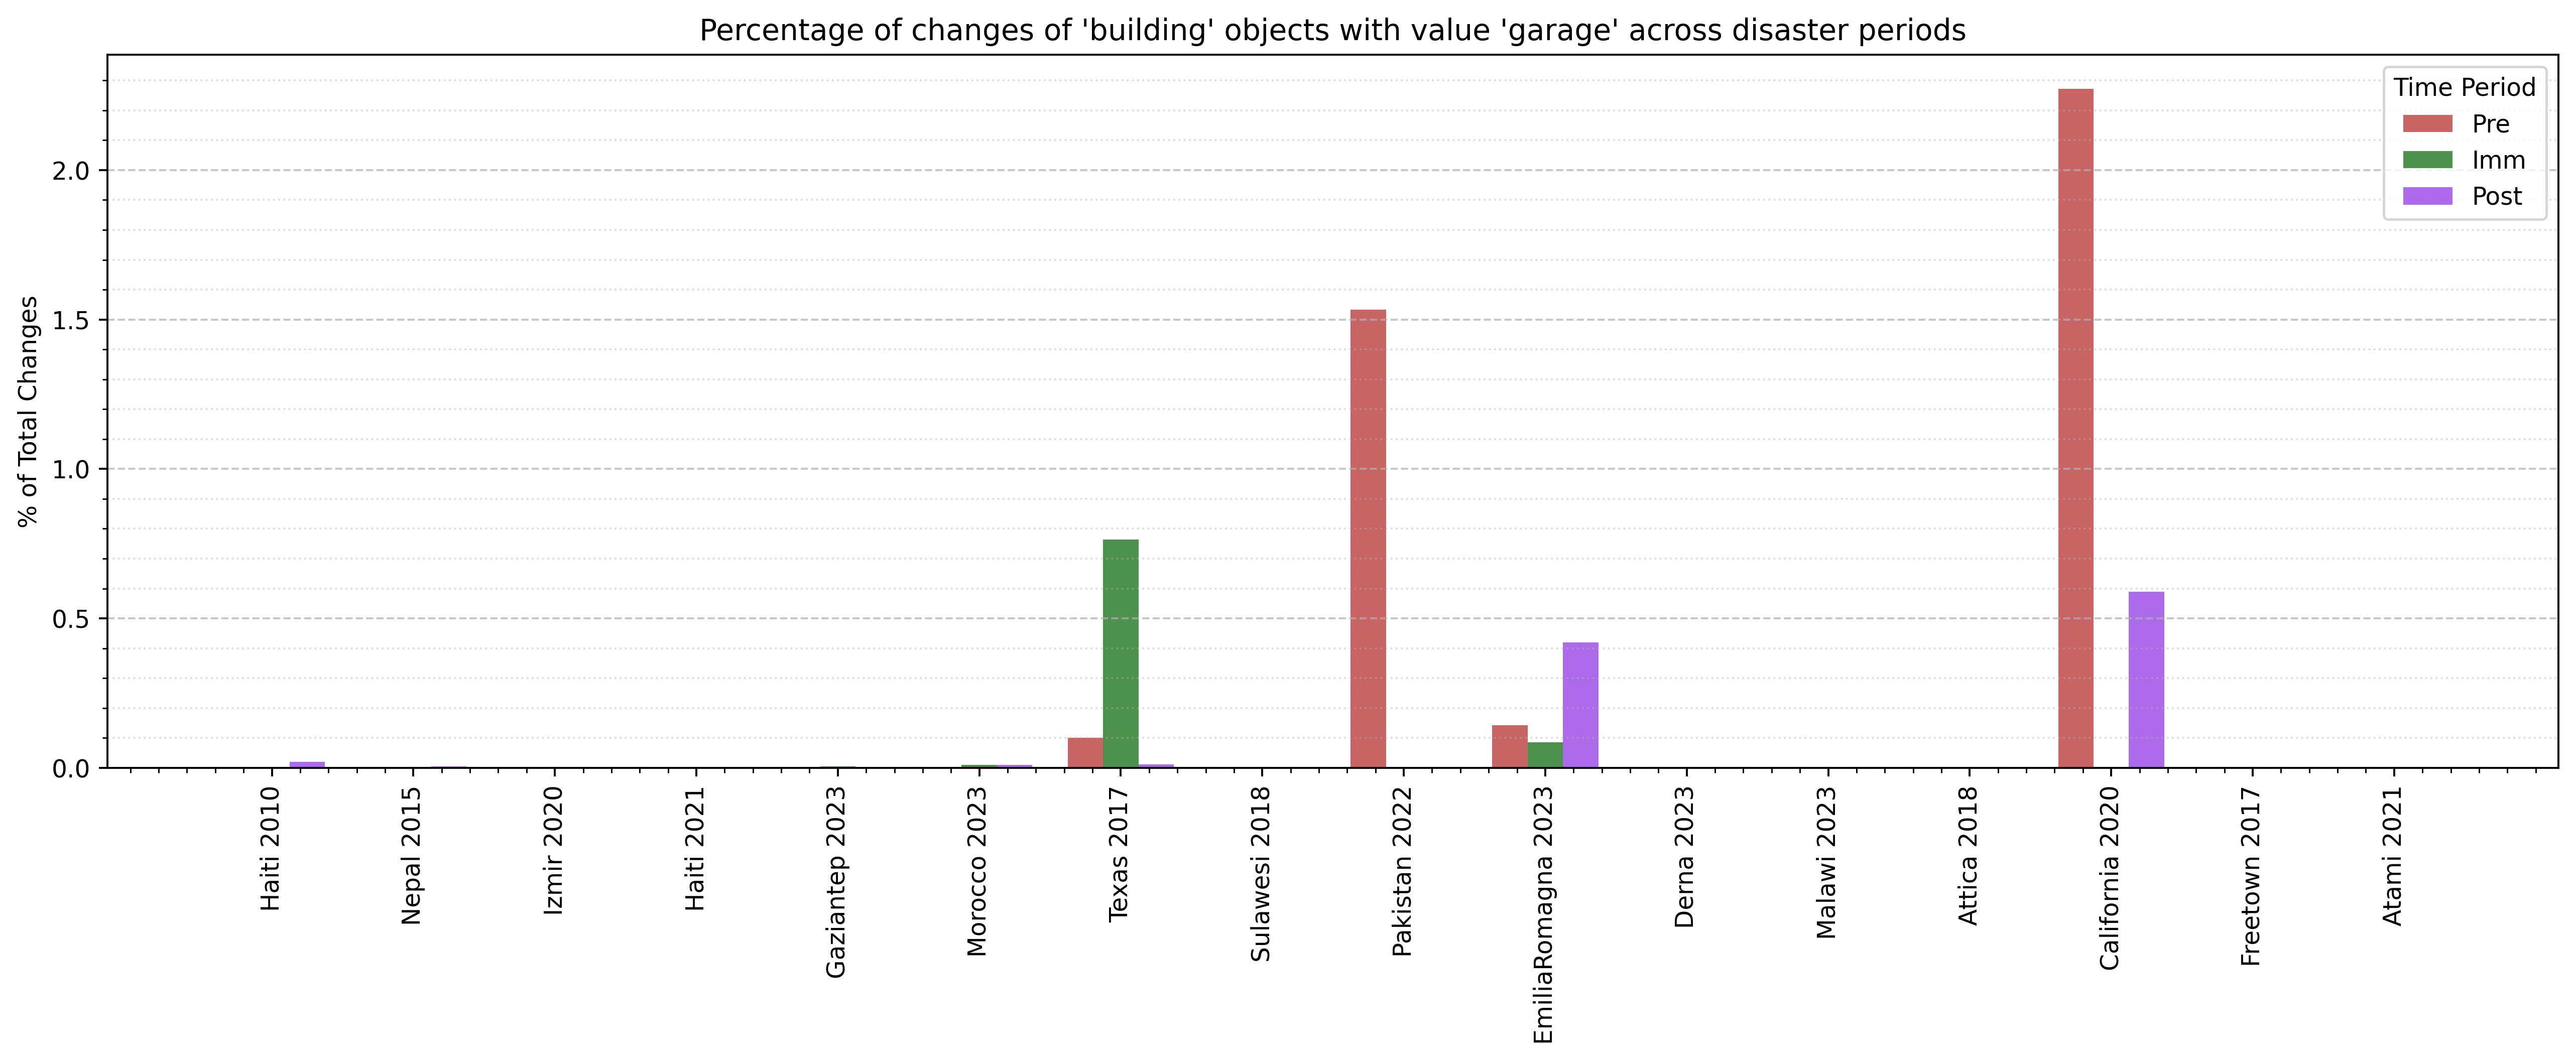 Percentage of changes of 'building' objects with value 'garage' across disaster periods
Time Period
Pre
Imm
Post
% of Total Changes
2.0
1.5
1.0
0.5
0.0
Haiti 2010
Nepal 2015
Izmir 2020
Haiti 2021
Gaziantep 2023
Morocco 2023
Texas 2017
Sulawesi 2018
Pakistan 2022
EmiliaRomagna 2023
Derna 2023
Malawi 2023
Attica 2018
California 2020
Freetown 2017
Atami 2021